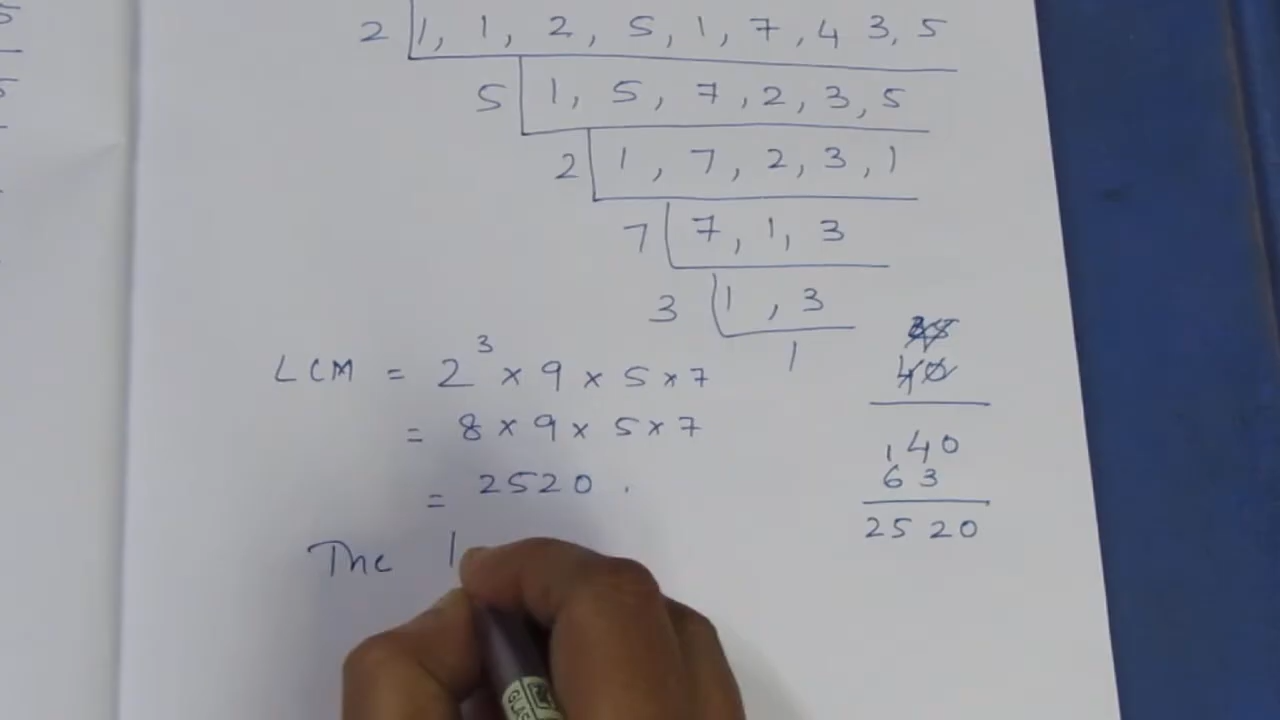 2 1, 1, 2, 5, 1, 7, 4 3, 5
5 1, 5, 7, 2, 3, 5
2 1, 7, 2, 3, 1
7 7, 1, 3
3 1, 3
1
LCM = 2³ × 9 × 5 × 7
= 8 × 9 × 5 × 7
= 2520 .
The
40
140
63
2520